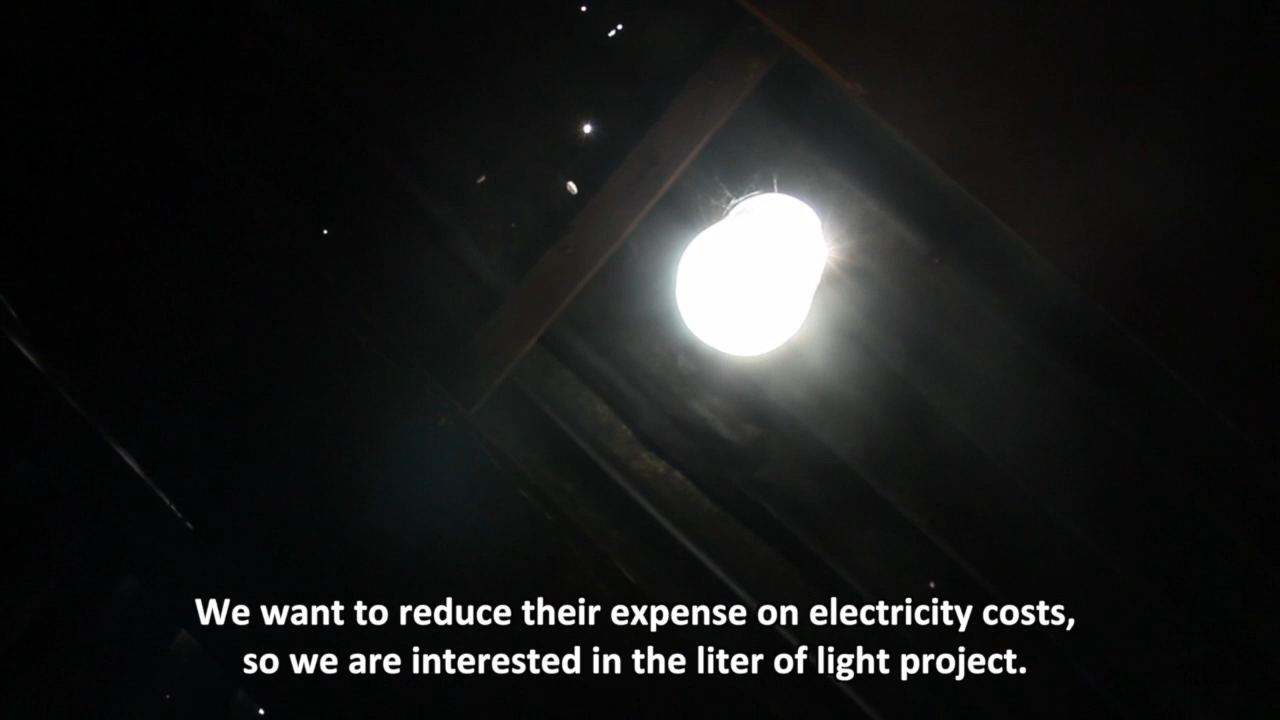 We want to reduce their expense on electricity costs,
so we are interested in the liter of light project.